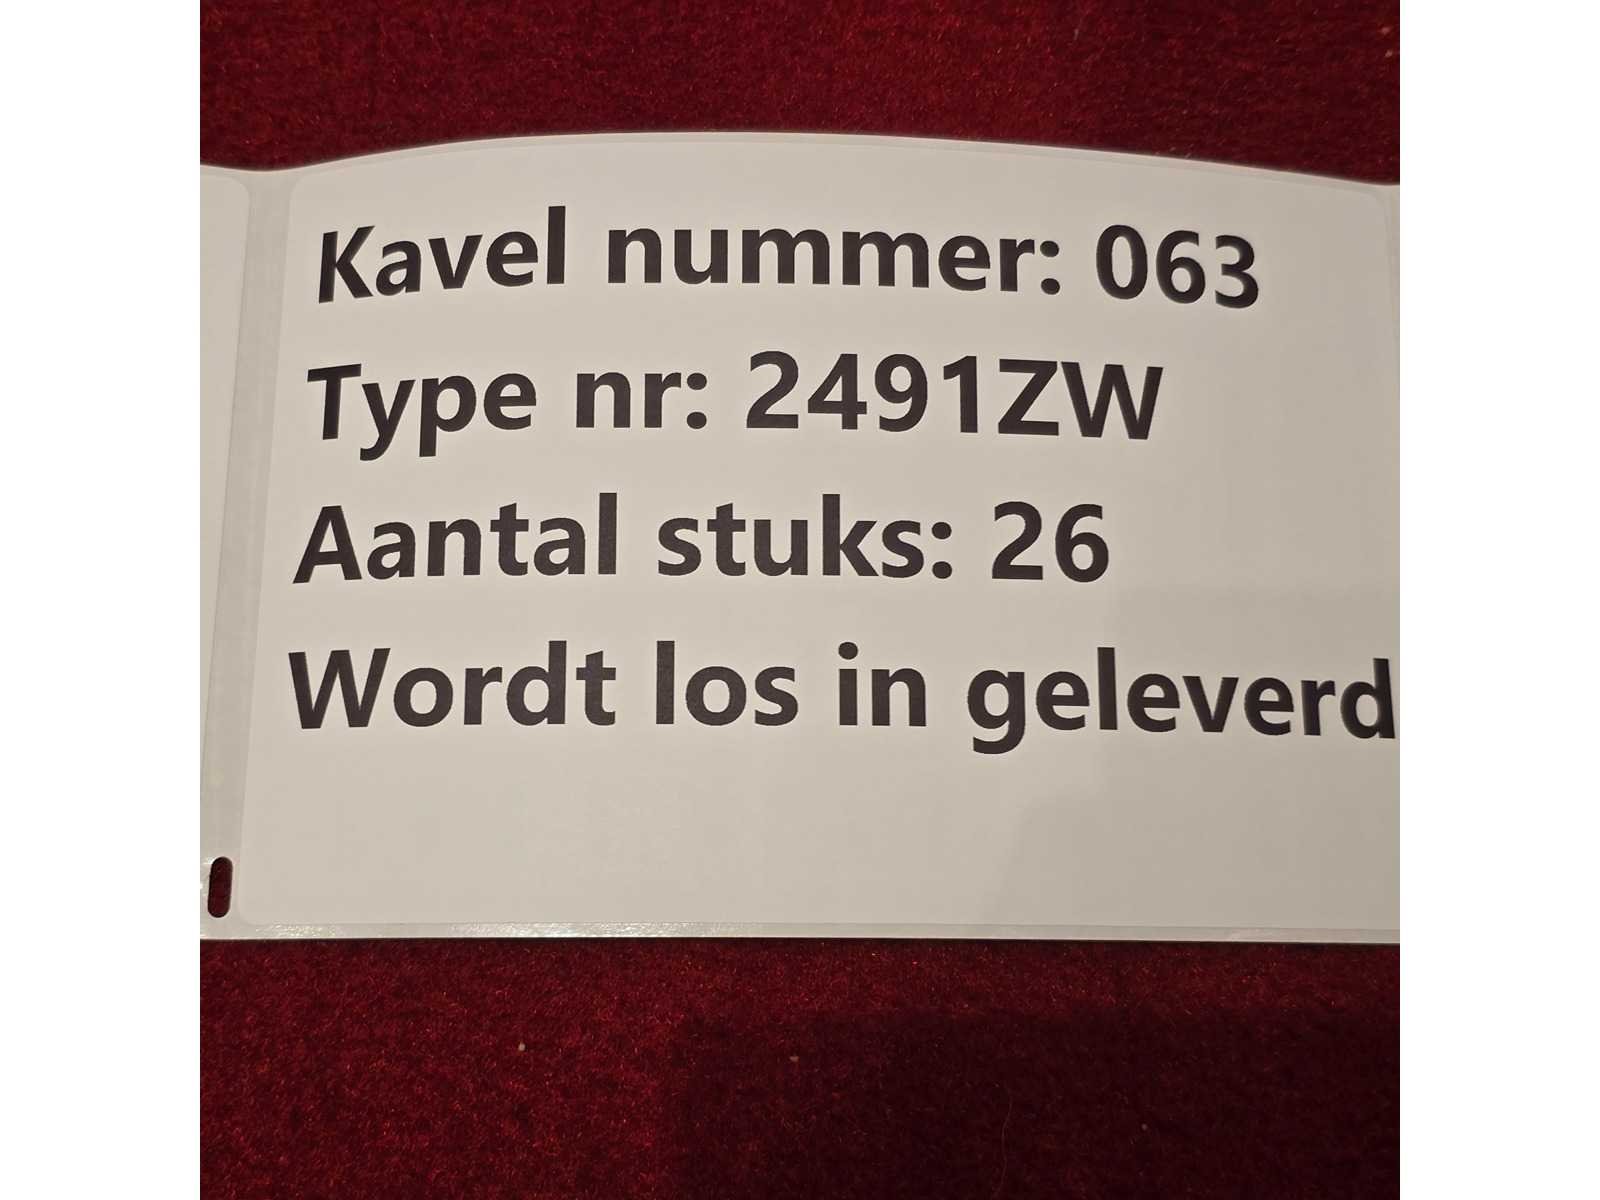 Kavel nummer: 063
Type nr: 2491ZW
Aantal stuks: 26
Wordt los in geleverd